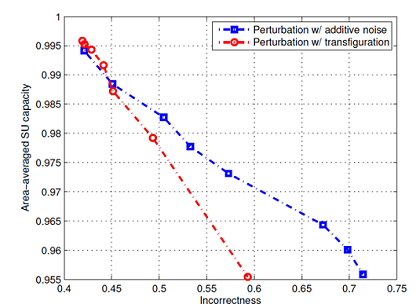 1
0.995
0.99
0.985
0.98
0.975
0.97
0.965
0.96
0.955
Area-averaged SU capacity
Perturbation w/ additive noise
Perturbation w/ transfiguration
0.4 0.45 0.5 0.55 0.6 0.65 0.7 0.75
Incorrectness